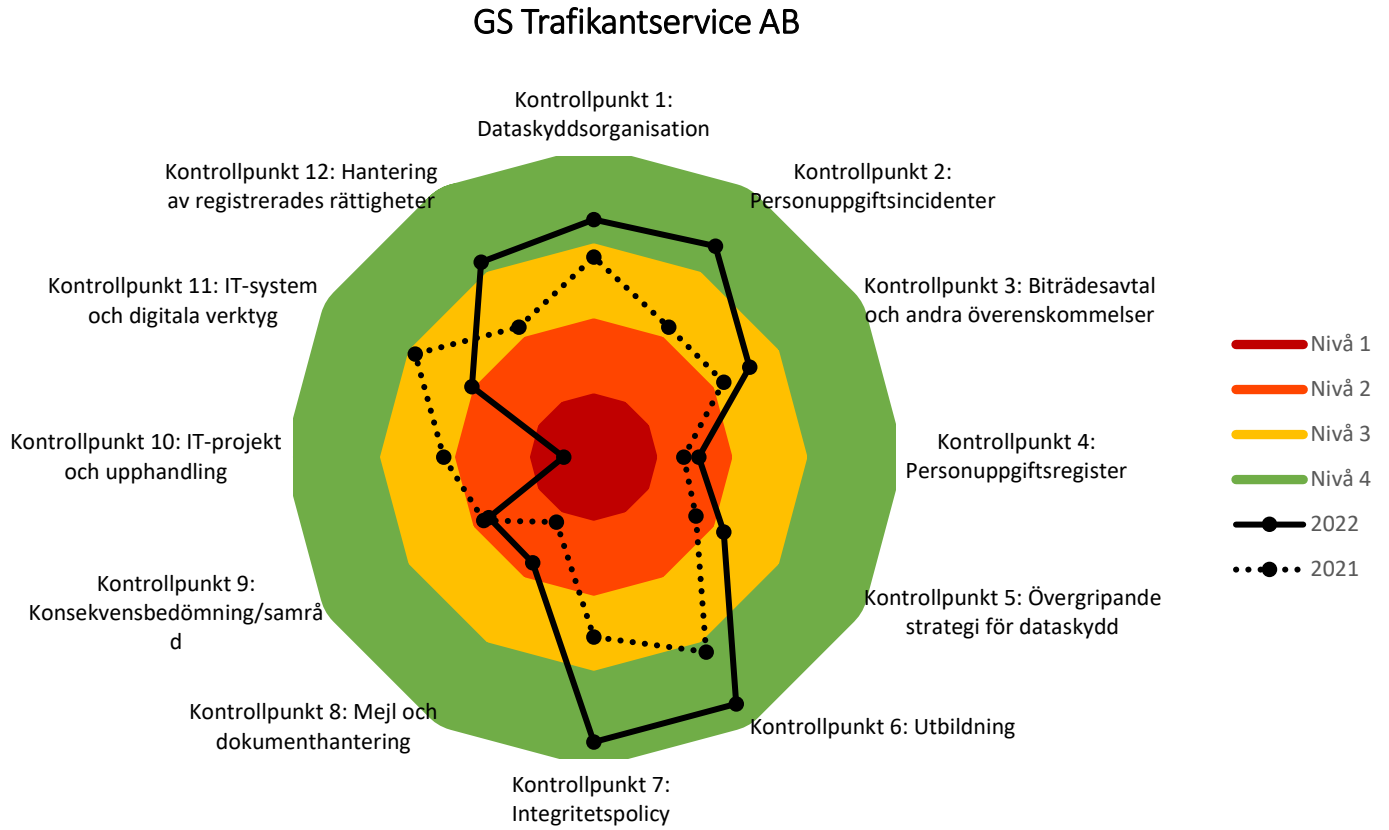 GS Trafikantservice AB
Kontrollpunkt 1:
Dataskyddsorganisation
Kontrollpunkt 2:
Personuppgiftsincidenter
Kontrollpunkt 3: Biträdesavtal
och andra överenskommelser
Kontrollpunkt 4:
Personuppgiftsregister
Kontrollpunkt 5: Övergripande
strategi för dataskydd
Kontrollpunkt 6: Utbildning
Kontrollpunkt 7:
Integritetspolicy
Kontrollpunkt 8: Mejl och
dokumenthantering
Kontrollpunkt 9:
Konsekvensbedömning/samrå
d
Kontrollpunkt 10: IT-projekt
och upphandling
Kontrollpunkt 11: IT-system
och digitala verktyg
Kontrollpunkt 12: Hantering
av registrerades rättigheter
Nivå 1
Nivå 2
Nivå 3
Nivå 4
2022
2021